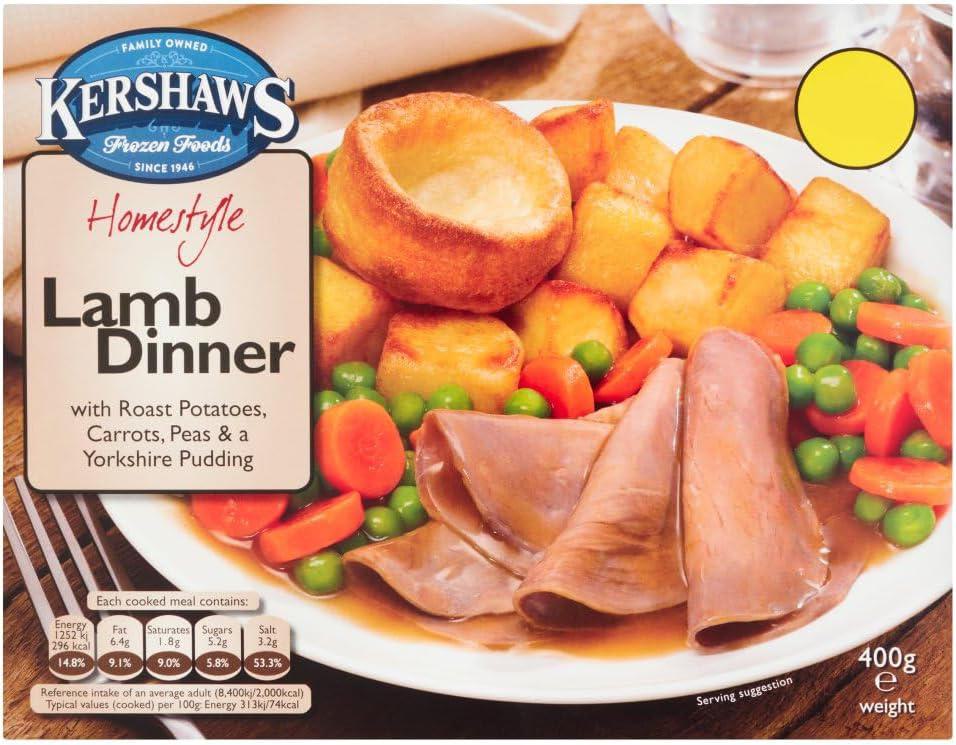 FAMILY OWNED
KERSHAWS
Frozen Foods
SINCE 1946
Homestyle
Lamb
Dinner
with Roast Potatoes,
Carrots, Peas & a
Yorkshire Pudding
Each cooked meal contains:
Energy
1252 kj
296 kcal
14.8%
Fat
6.4g
9.1%
Saturates
1.8g
9.0%
Sugars
5.2g
5.8%
Salt
3.2g
53.3%
Reference intake of an average adult (8,400kj/2,000kcal)
Typical values (cooked) per 100g: Energy 313kj/74kcal
Serving suggestion
400g
e
weight